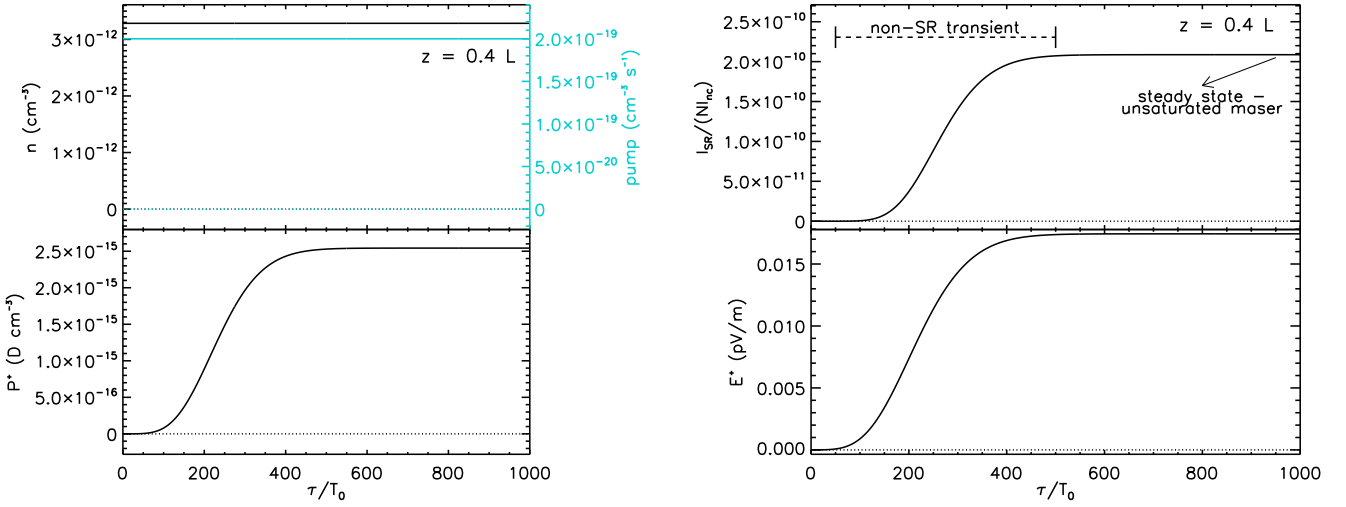 3×10⁻¹²
2×10⁻¹²
1×10⁻¹²
0
n (cm⁻³)
z = 0.4 L
2.0×10⁻¹⁹
1.5×10⁻¹⁹
1.0×10⁻¹⁹
5.0×10⁻²⁰
0
pump (cm⁻³ s⁻¹)
2.5×10⁻¹⁵
2.0×10⁻¹⁵
1.5×10⁻¹⁵
1.0×10⁻¹⁵
5.0×10⁻¹⁶
0
P⁺ (D cm⁻³)
0 200 400 600 800 1000
τ/T₀
2.5×10⁻¹⁰
2.0×10⁻¹⁰
1.5×10⁻¹⁰
1.0×10⁻¹⁰
5.0×10⁻¹¹
0
I_SR/(NI_nc)
non-SR transient
z = 0.4 L
steady state -
unsaturated maser
0.015
0.010
0.005
0.000
E⁺ (pV/m)
0 200 400 600 800 1000
τ/T₀